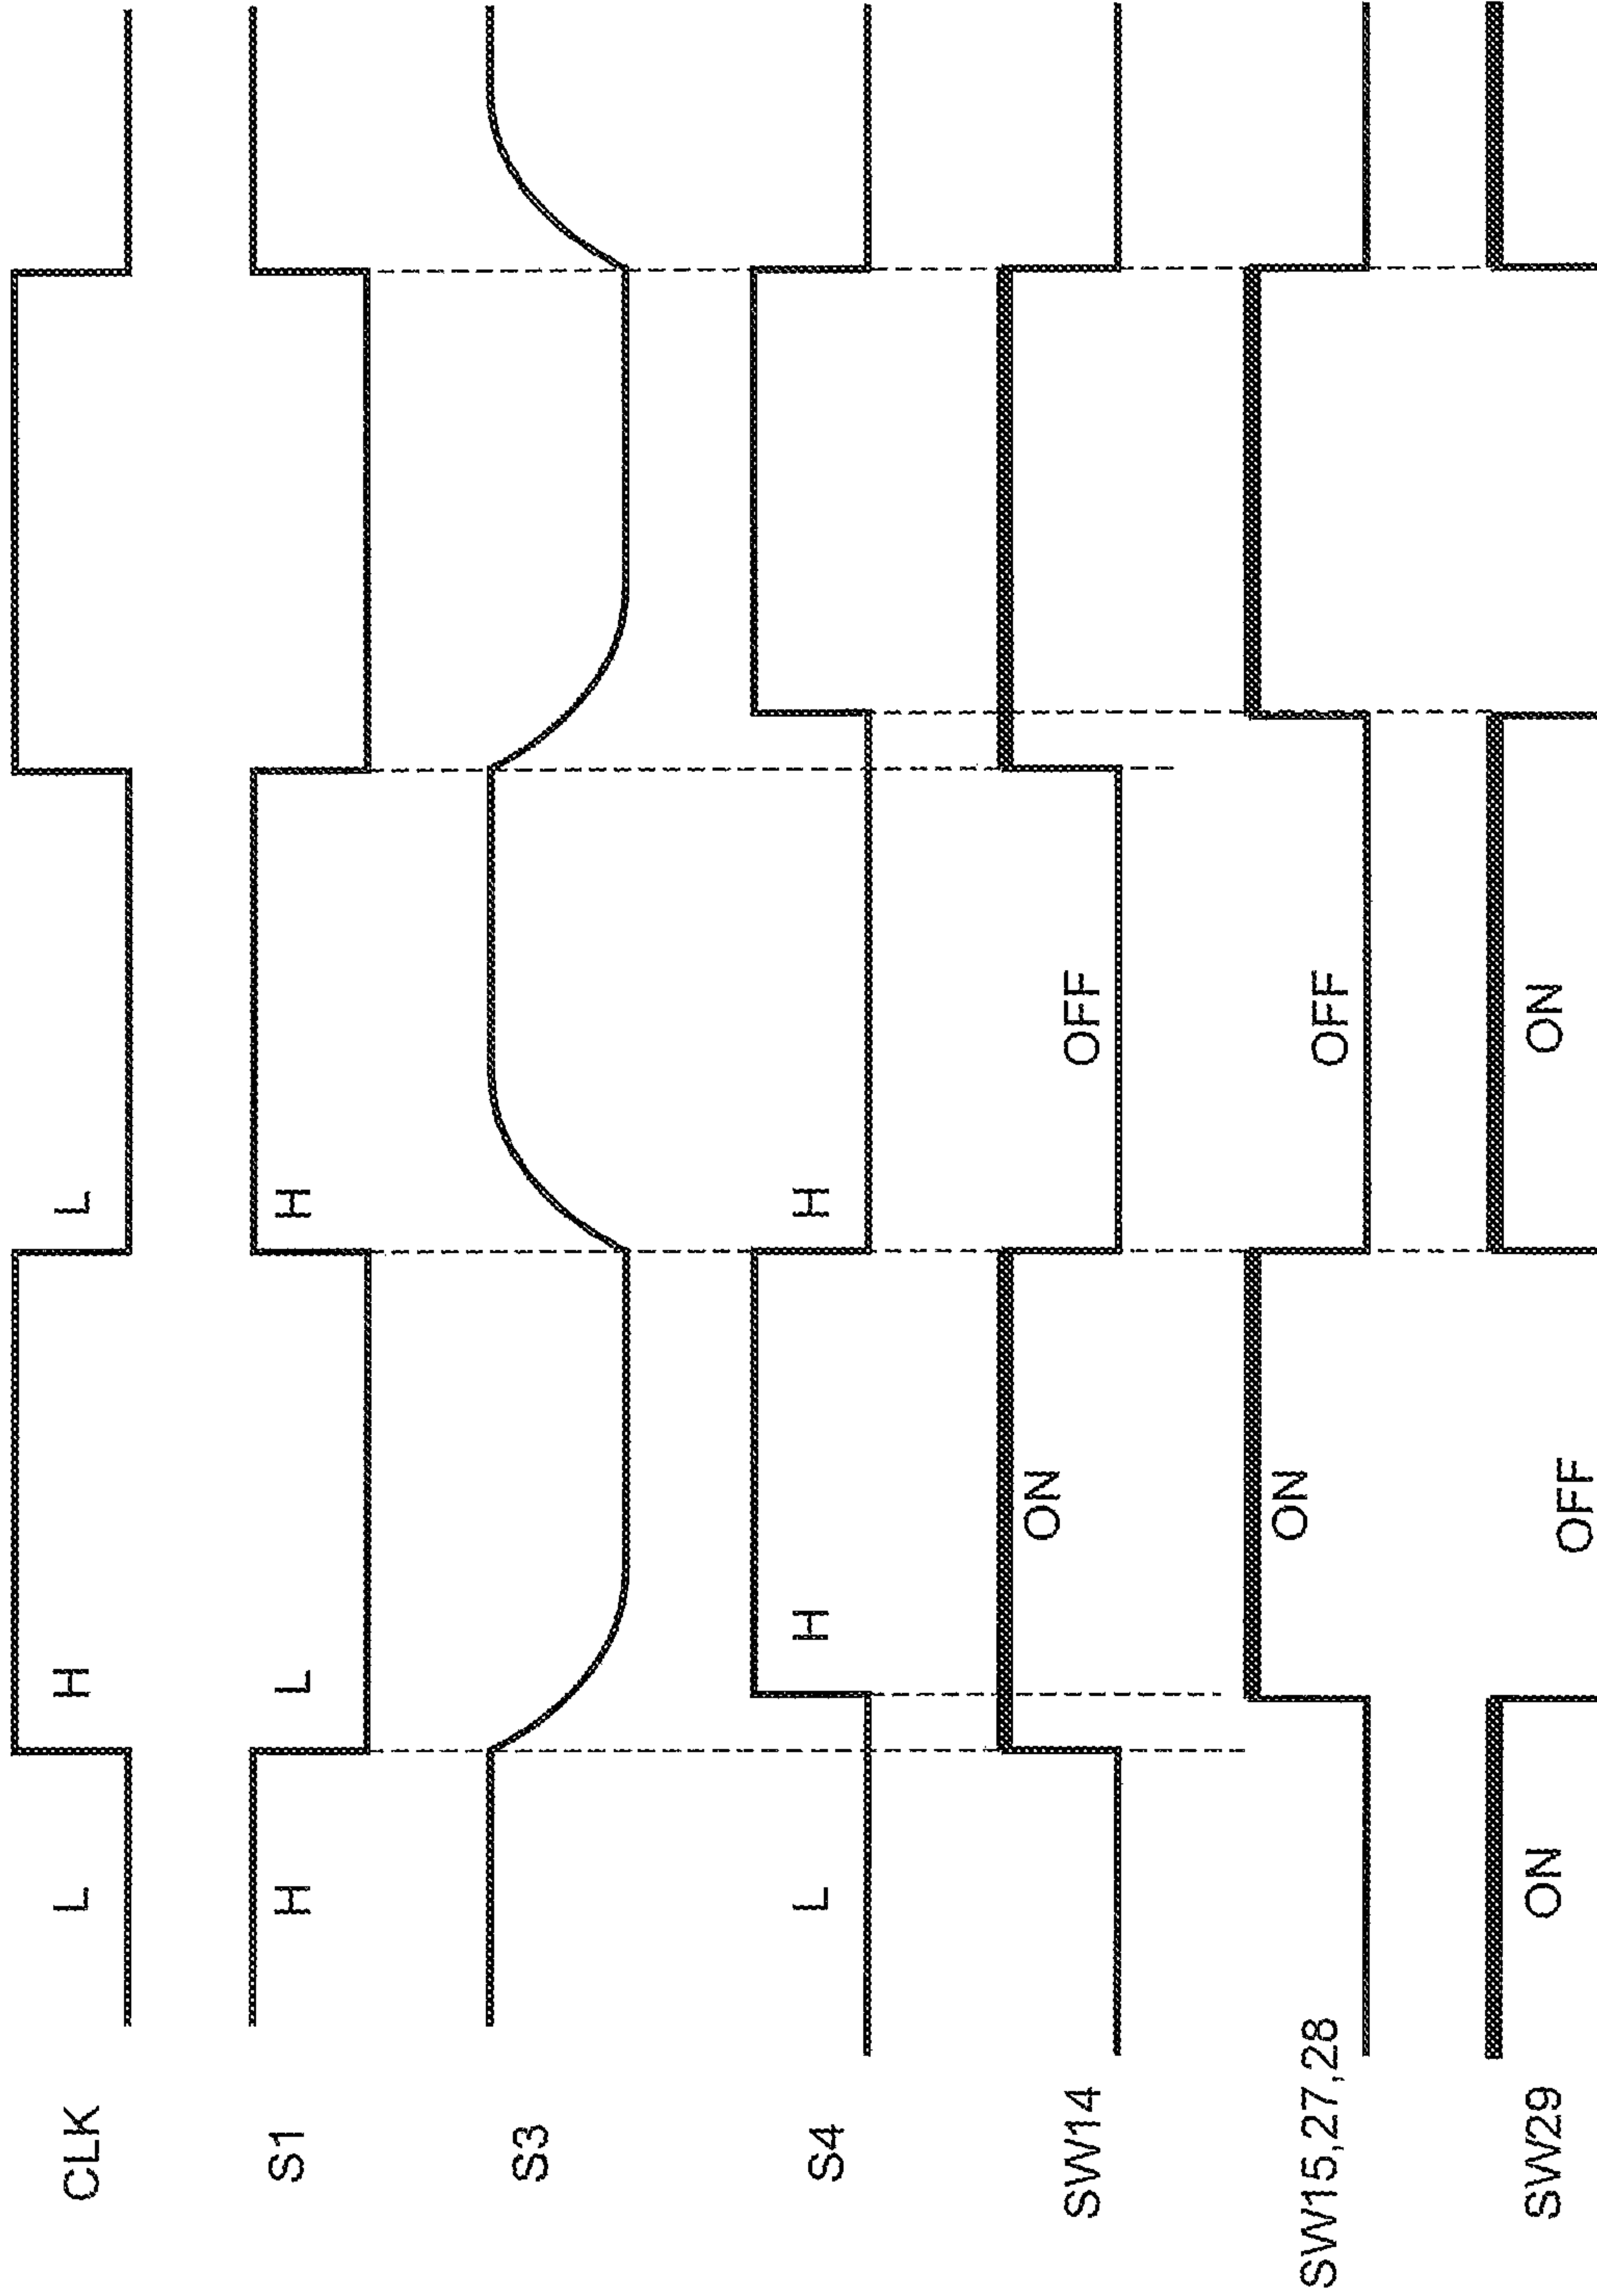 CLK L H L
S1 H L H
S3
S4 L H H
SW14 ON OFF
SW15,27,28 ON OFF
SW29 ON OFF ON